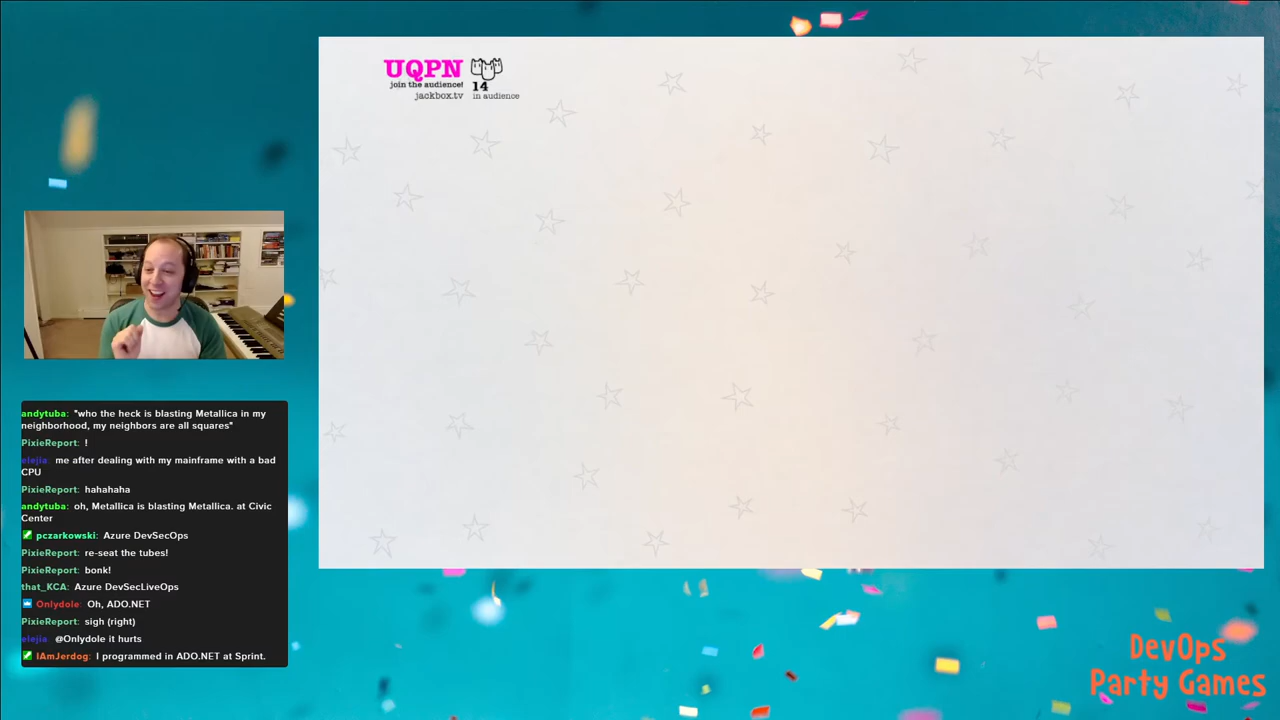 UQPN
join the audience!
jackbox.tv
14
in audience
andytuba: "who the heck is blasting Metallica in my
neighborhood, my neighbors are all squares"
PixieReport: !
elejia: me after dealing with my mainframe with a bad
CPU
PixieReport: hahahaha
andytuba: oh, Metallica is blasting Metallica. at Civic
Center
pczarkowski: Azure DevSecOps
PixieReport: re-seat the tubes!
PixieReport: bonk!
that_KCA: Azure DevSecLiveOps
Onlydole: Oh, ADO.NET
PixieReport: sigh (right)
elejia: @Onlydole it hurts
IAmJerdog: I programmed in ADO.NET at Sprint.
DevOps
Party Games